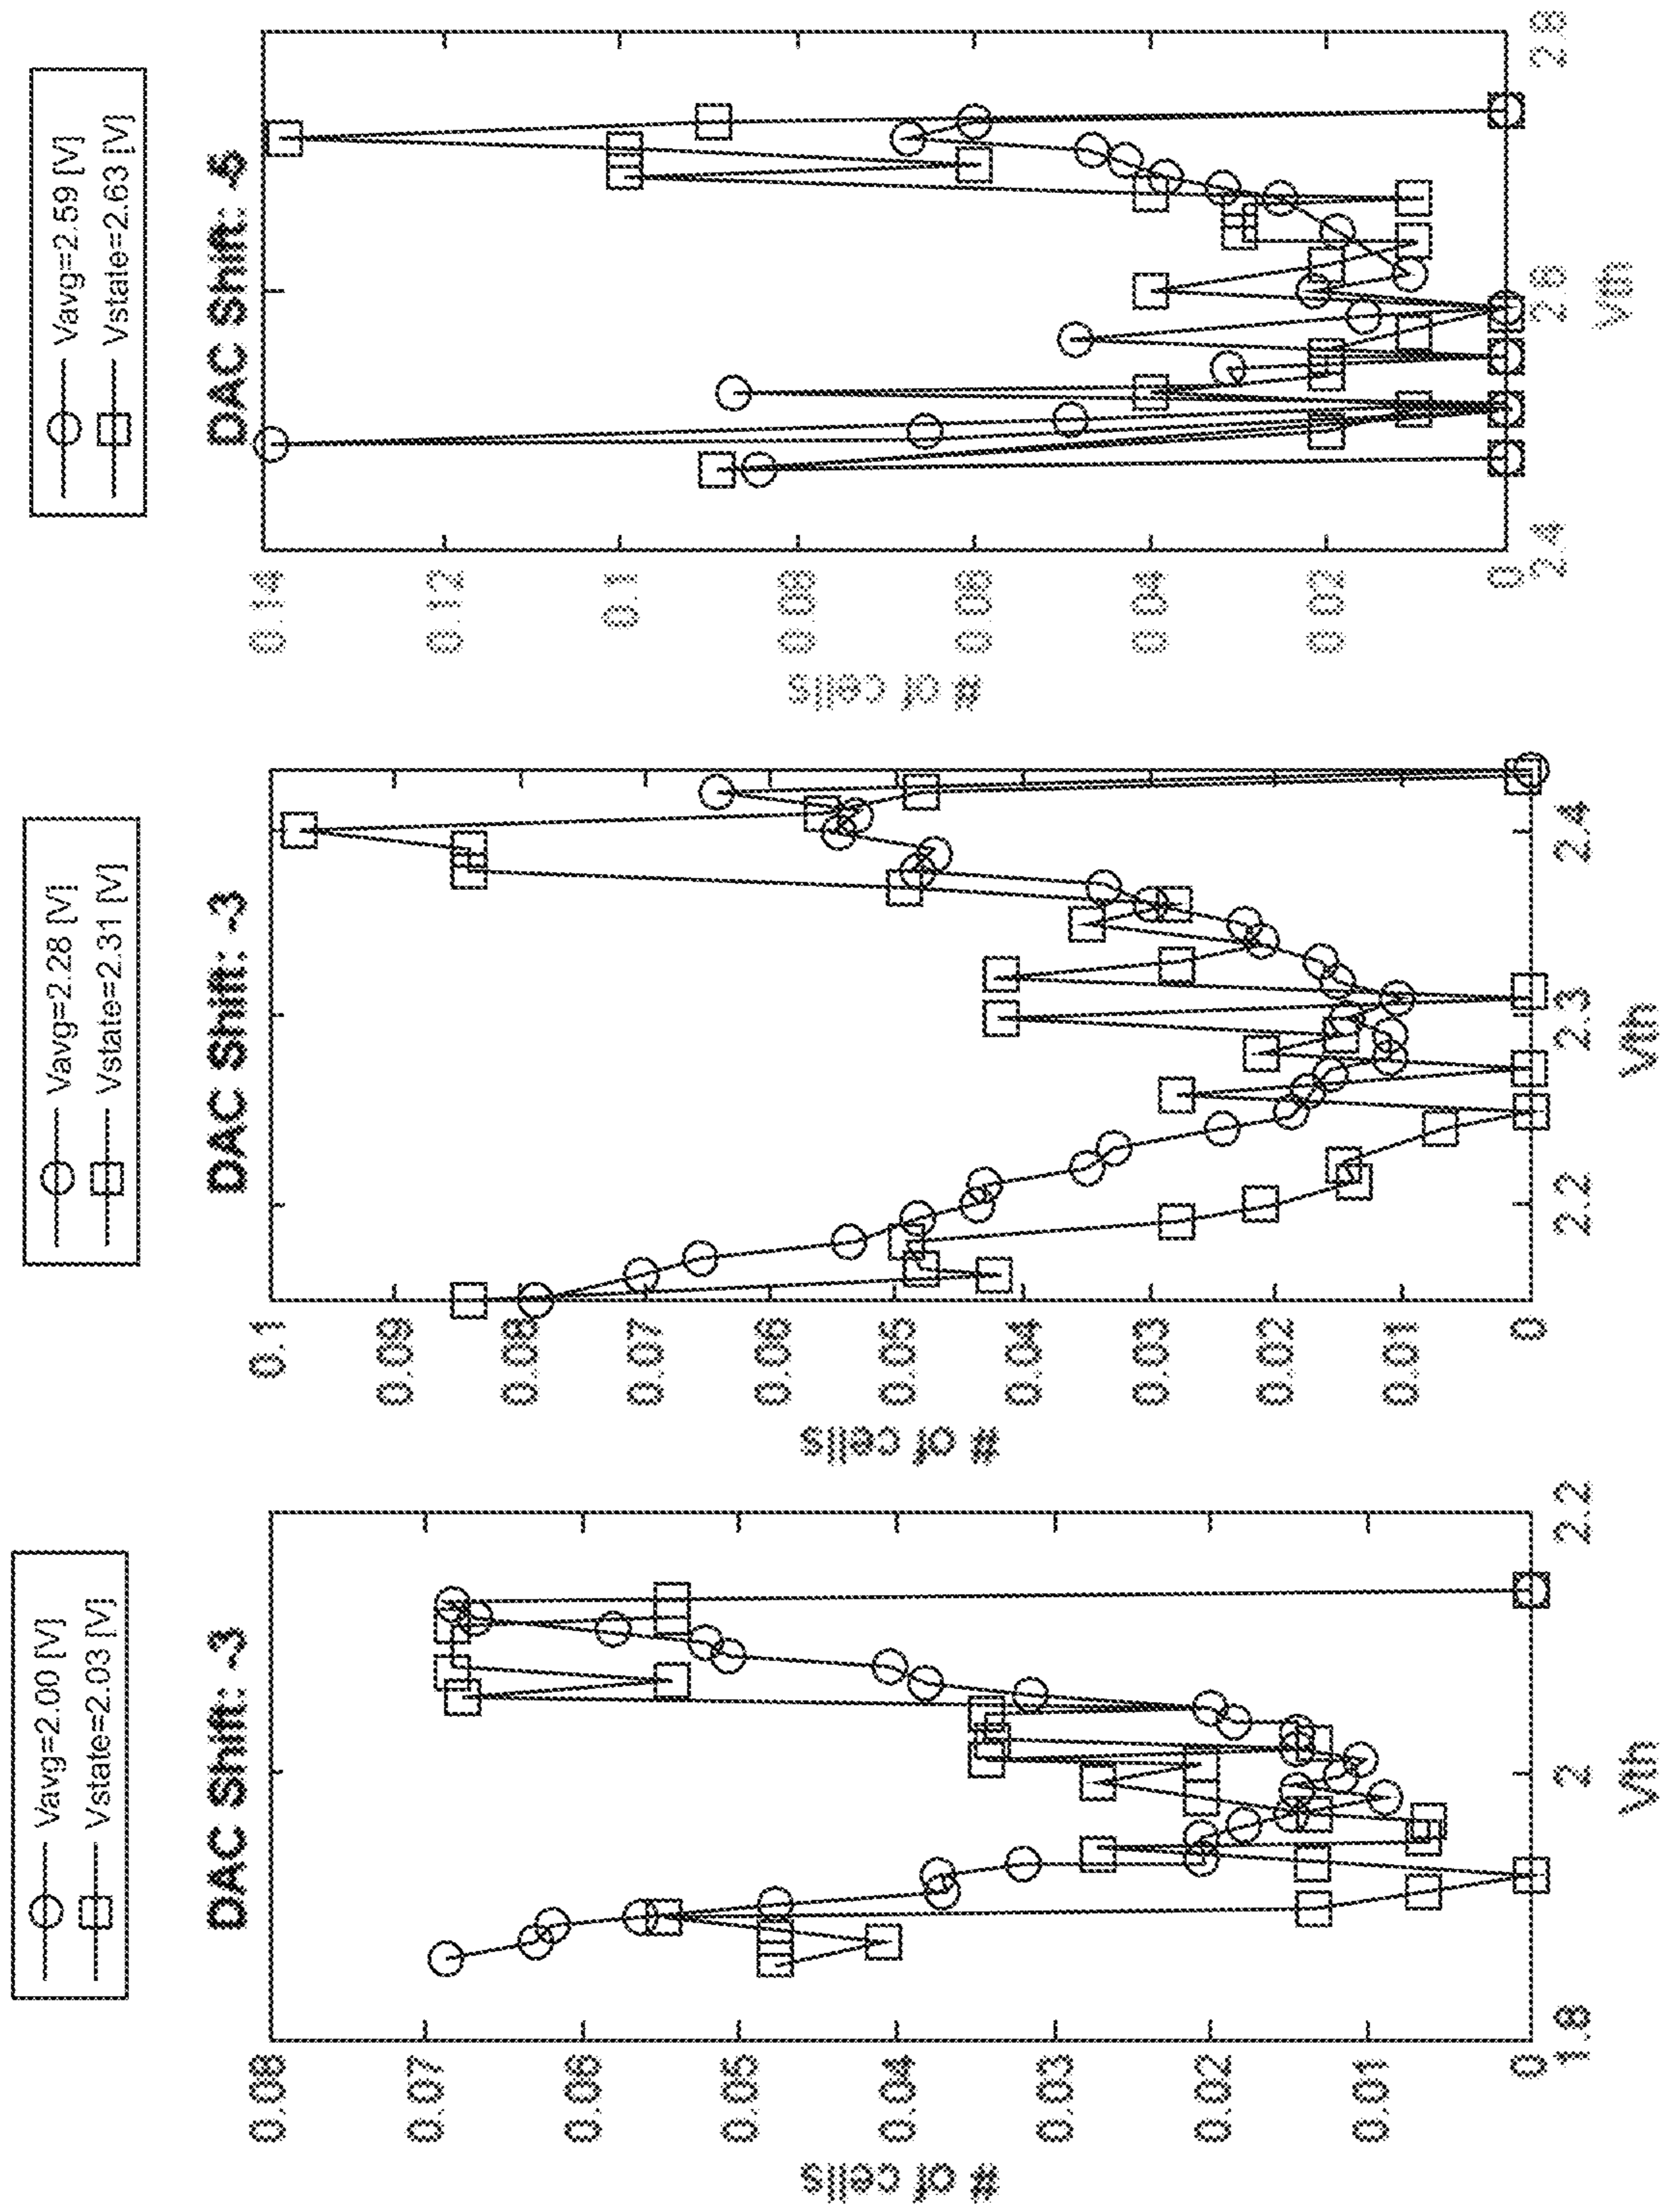 Vavg=2.00 [V]
Vstate=2.03 [V]
DAC Shift: -3
# of cells
0.08
0.07
0.06
0.05
0.04
0.03
0.02
0.01
0
1.8
2
2.2
Vth
Vavg=2.28 [V]
Vstate=2.31 [V]
DAC Shift: -3
# of cells
0.1
0.09
0.08
0.07
0.06
0.05
0.04
0.03
0.02
0.01
0
2.2
2.3
2.4
Vth
Vavg=2.59 [V]
Vstate=2.63 [V]
DAC Shift:
# of cells
0.14
0.12
0.1
0.08
0.06
0.04
0.02
0
2.4
2.6
2.8
Vth